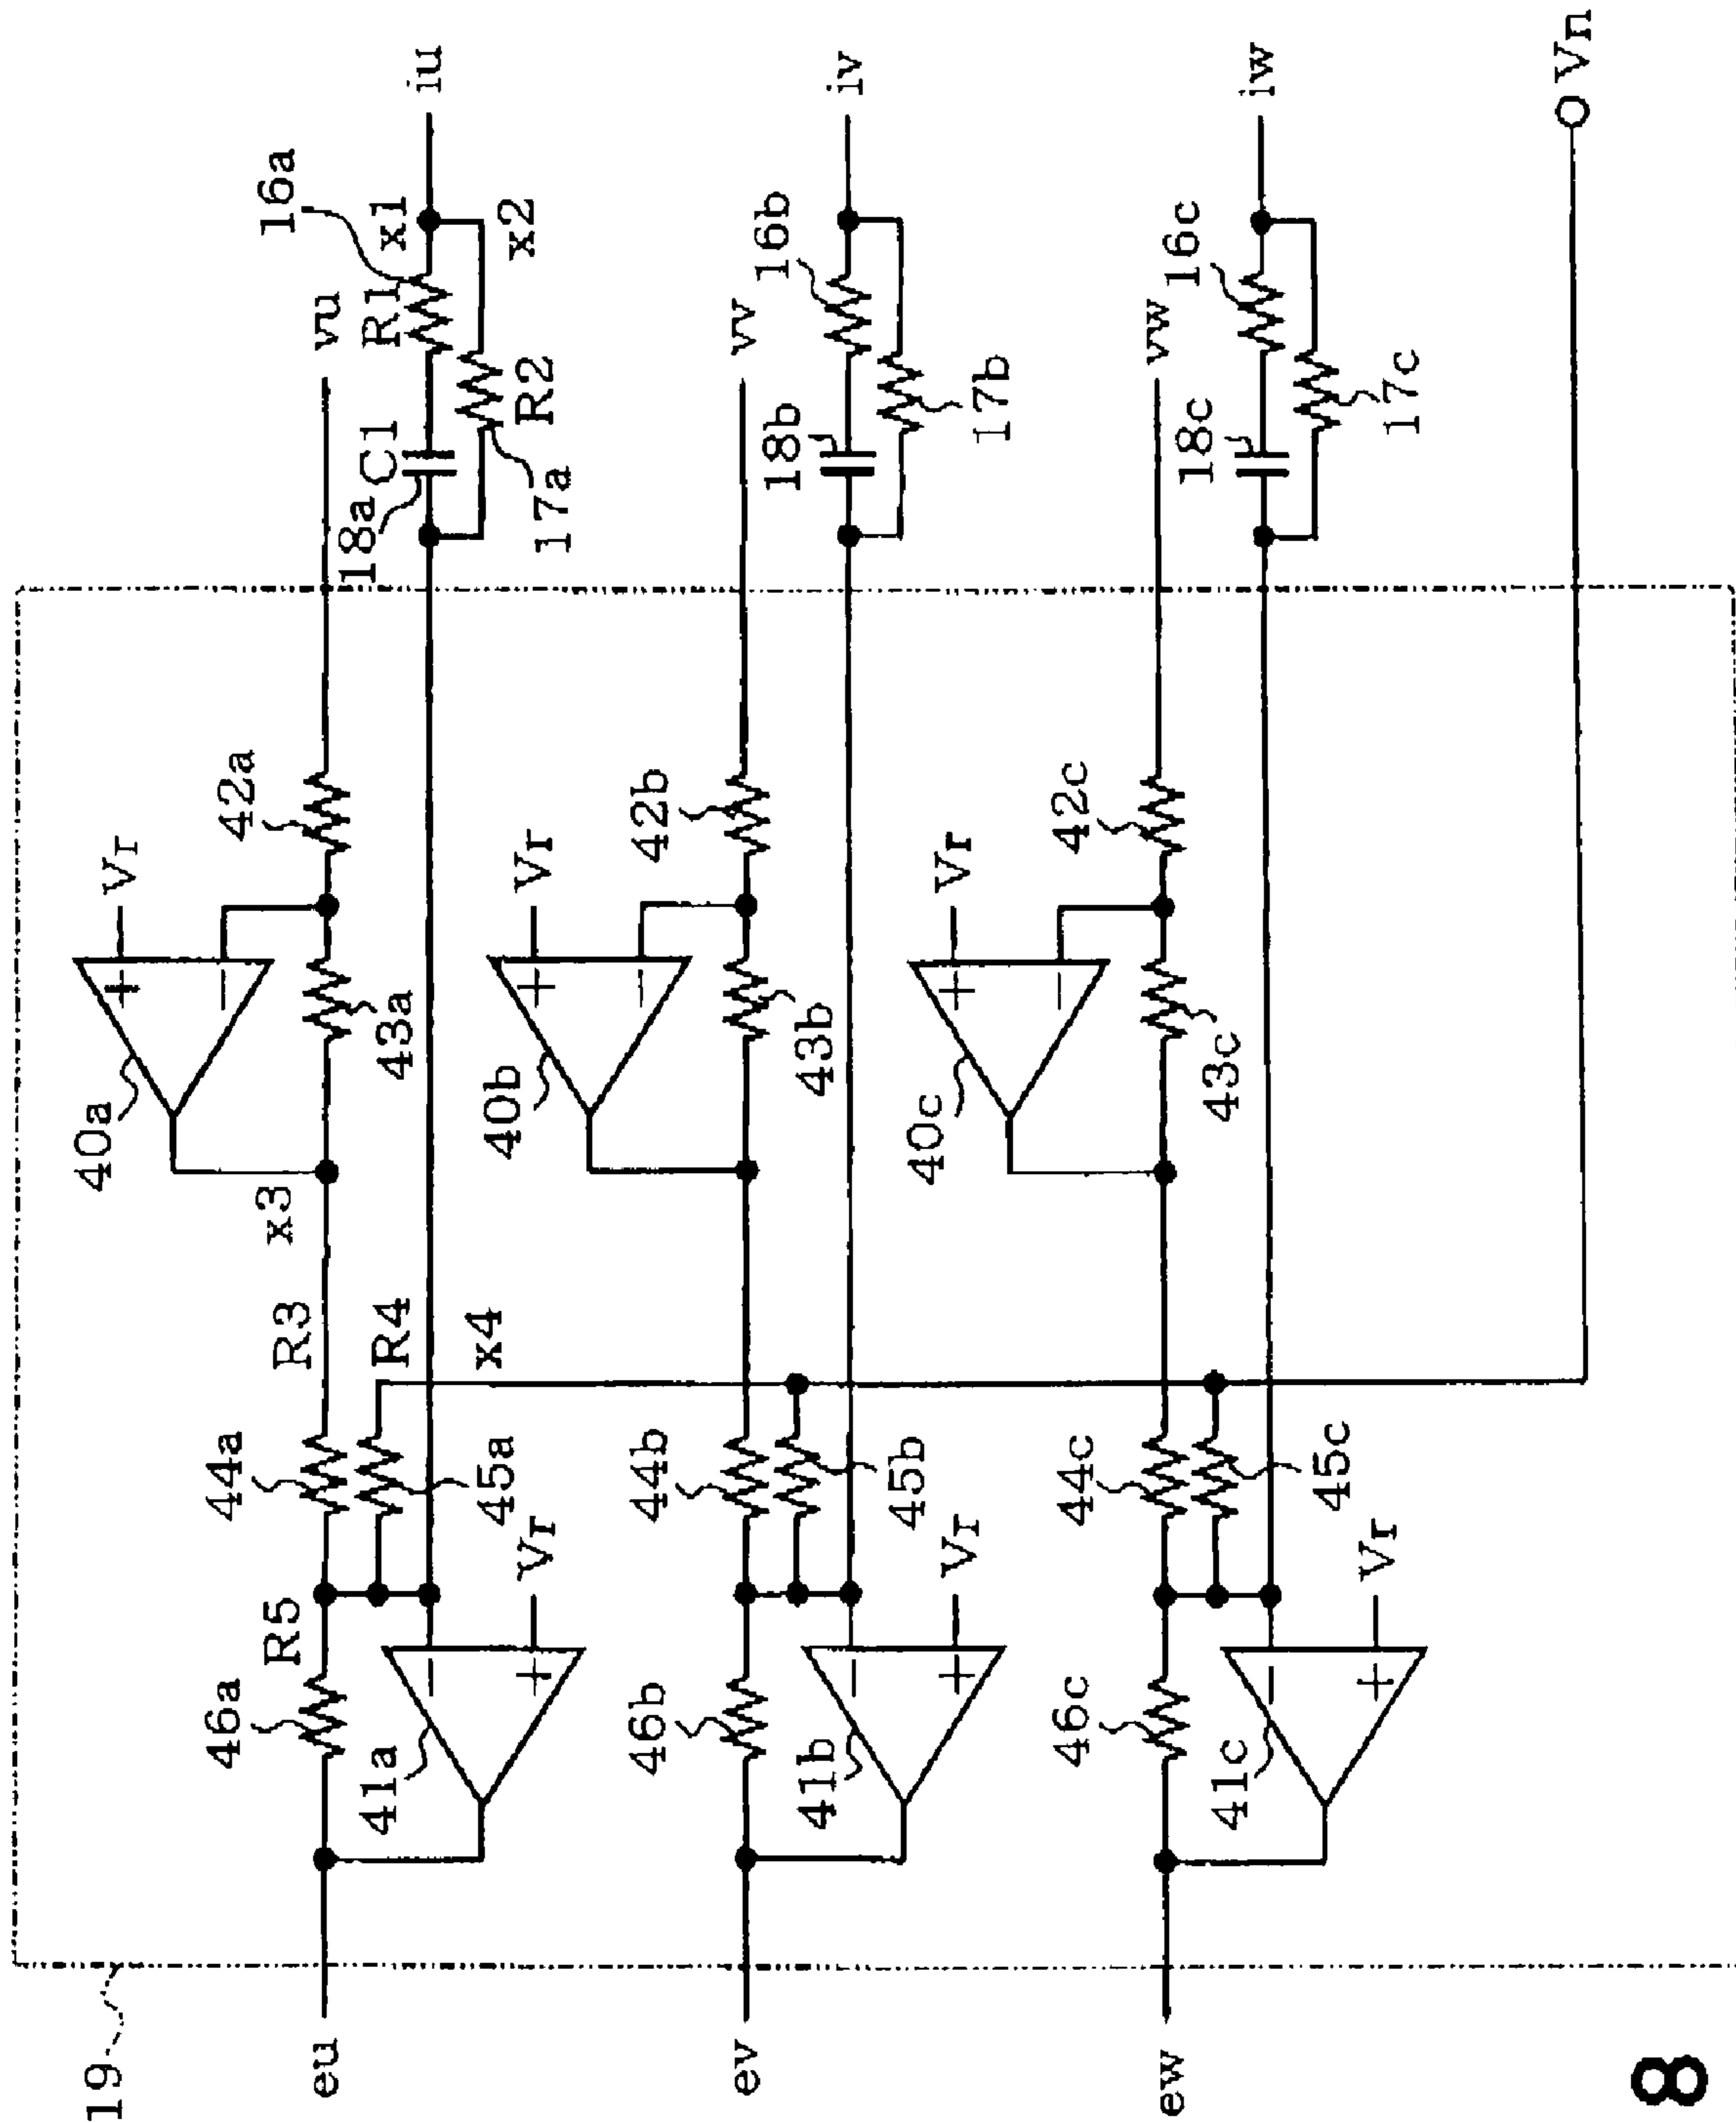 19
eu
46a
R5
41a
Vr
44a
R3
R4
45a
x4
x3
40a
Vr
43a
42a
vu
18a
C1
R1
16a
x1
R2
17a
x2
iu
ev
46b
41b
Vr
44b
45b
40b
Vr
43b
42b
vv
18b
16b
17b
iv
ew
46c
41c
Vr
44c
45c
40c
Vr
43c
42c
vw
18c
16c
17c
iw
Vn
8